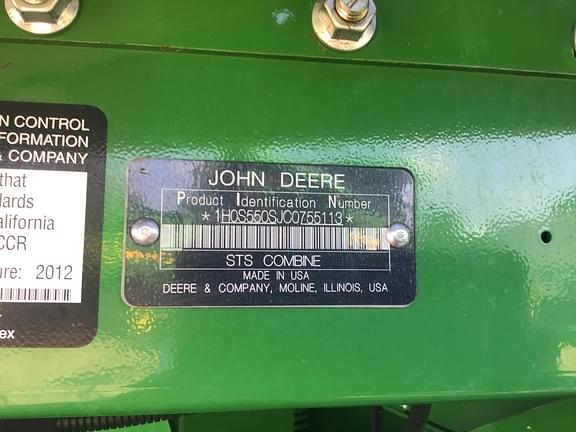 N CONTROL
FORMATION
& COMPANY
that
dards
alifornia
CCR
ure: 2012
ex
JOHN DEERE
Product Identification Number
*1H0S550SJC0755113*
STS COMBINE
MADE IN USA
DEERE & COMPANY, MOLINE, ILLINOIS, USA